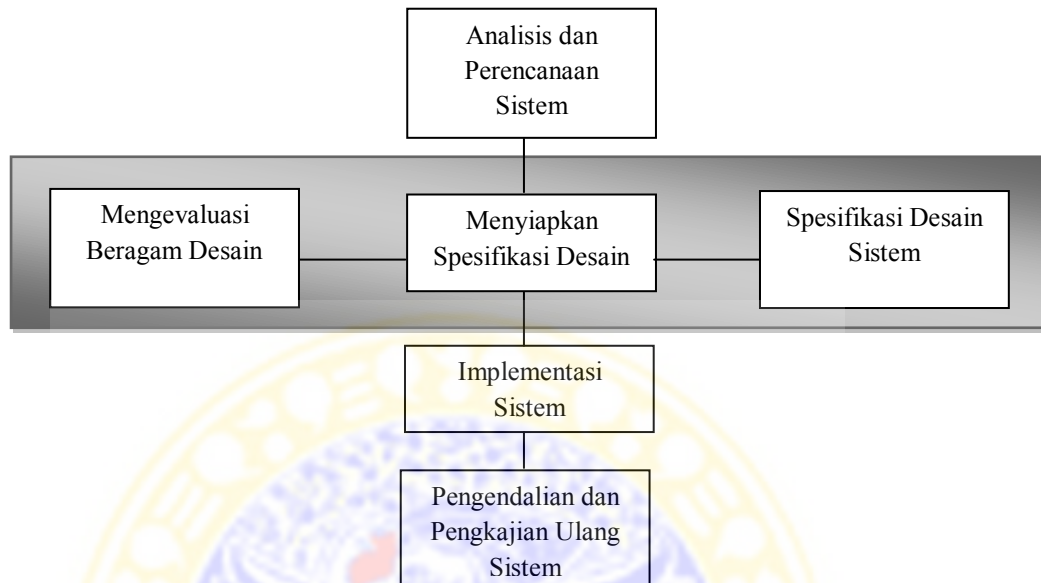 Analisis dan
Perencanaan
Sistem
Mengevaluasi
Beragam Desain
Menyiapkan
Spesifikasi Desain
Spesifikasi Desain
Sistem
Implementasi
Sistem
Pengendalian dan
Pengkajian Ulang
Sistem